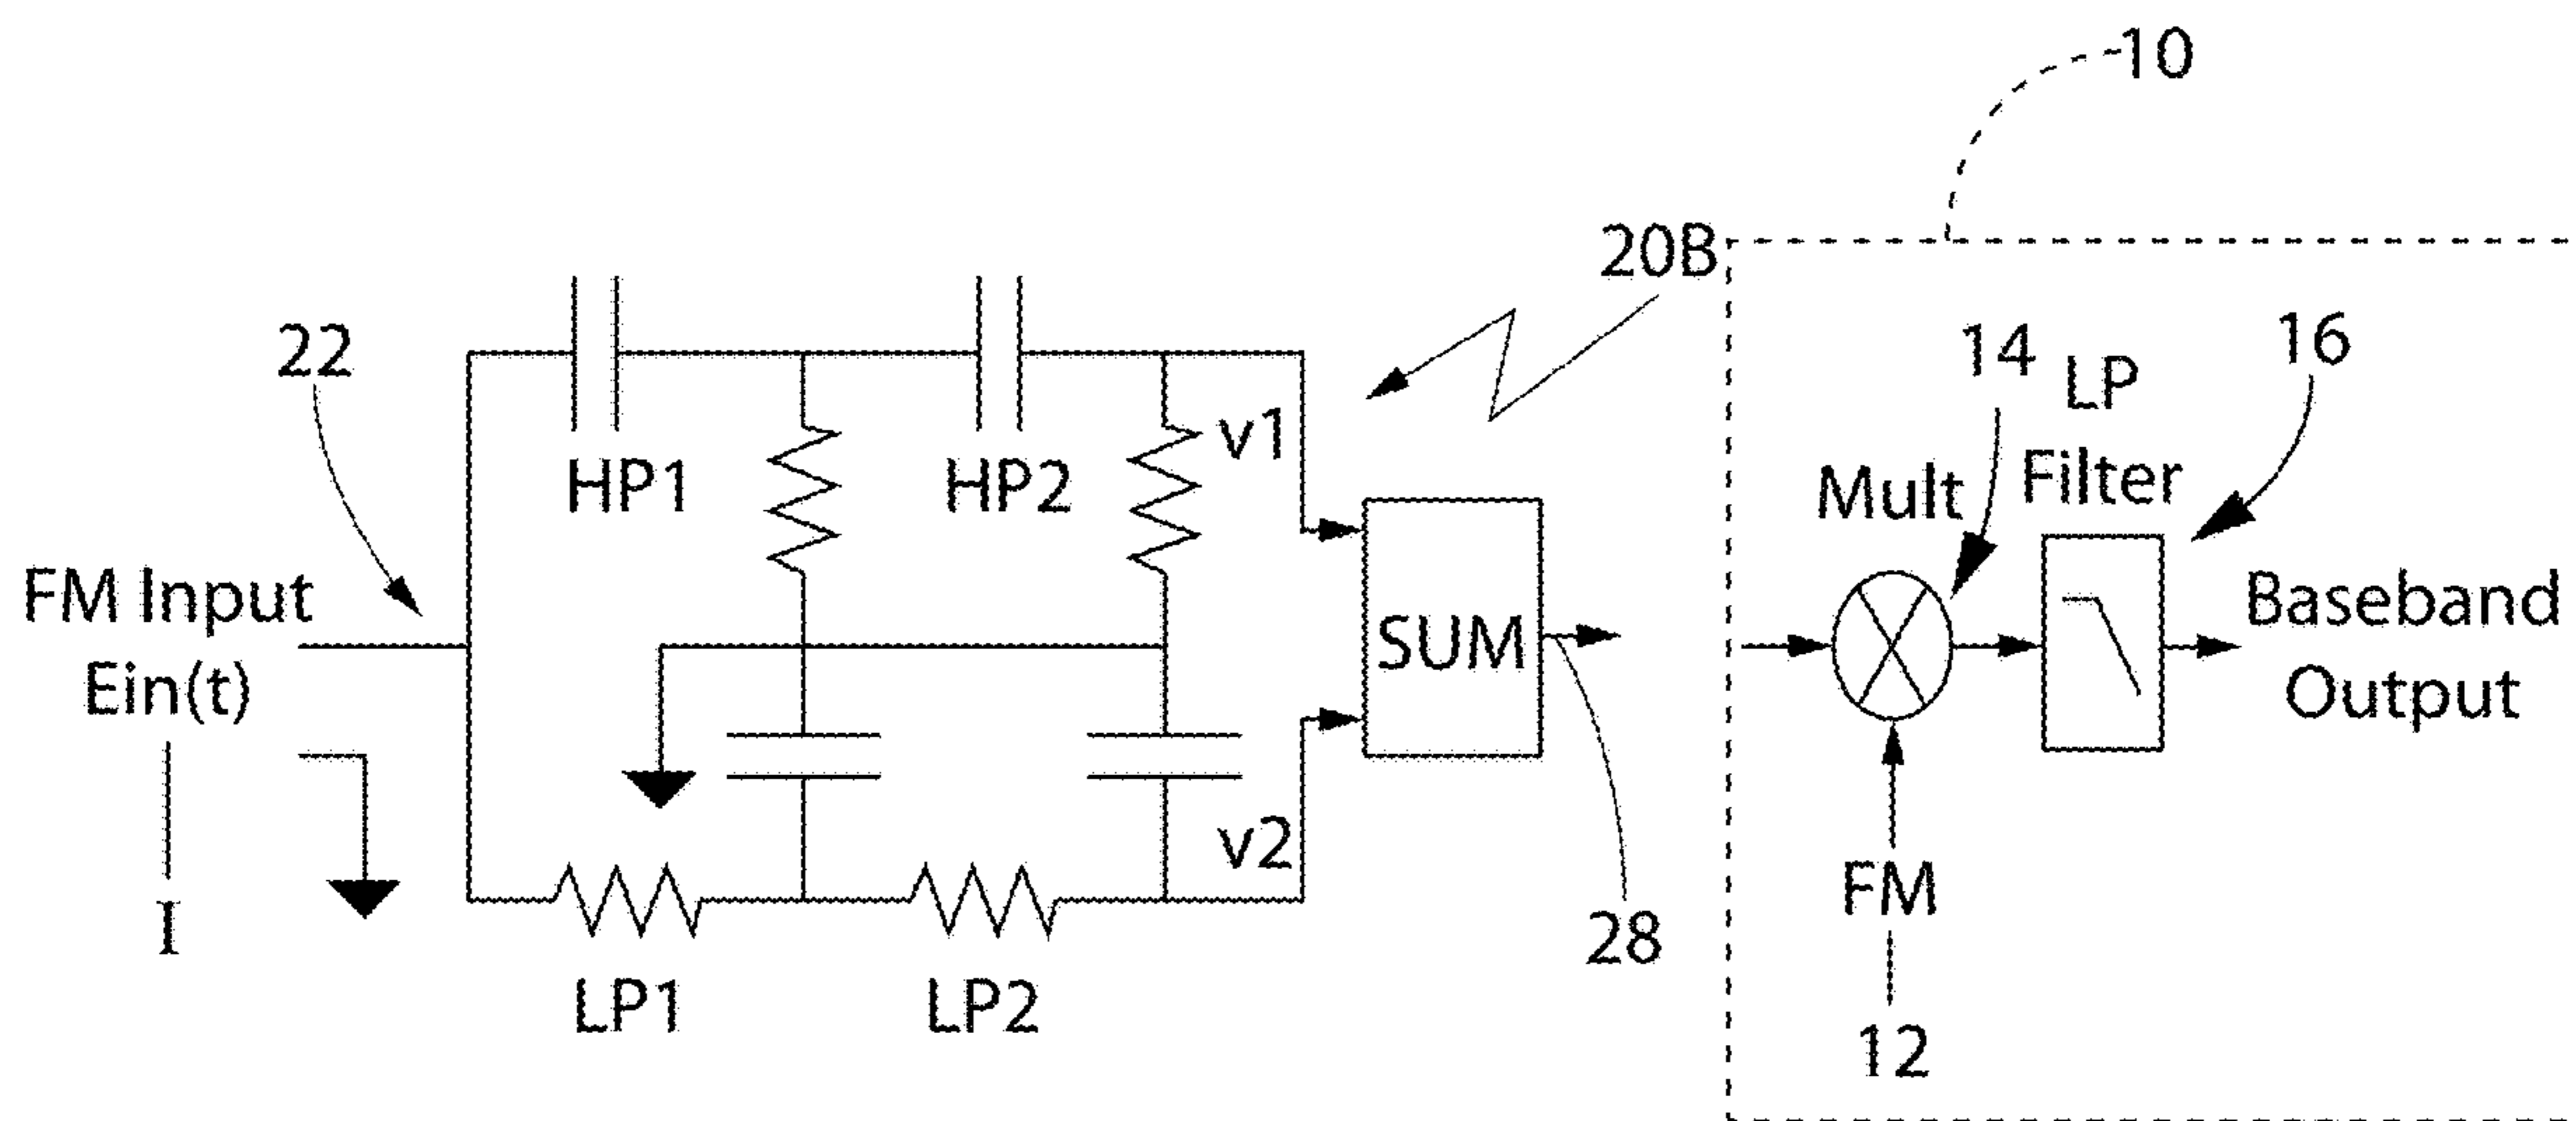 10
20B
22
14
LP
16
v1
HP1
HP2
Mult
Filter
FM Input
Ein(t)
SUM
Baseband
Output
v2
I
FM
28
LP1
LP2
12